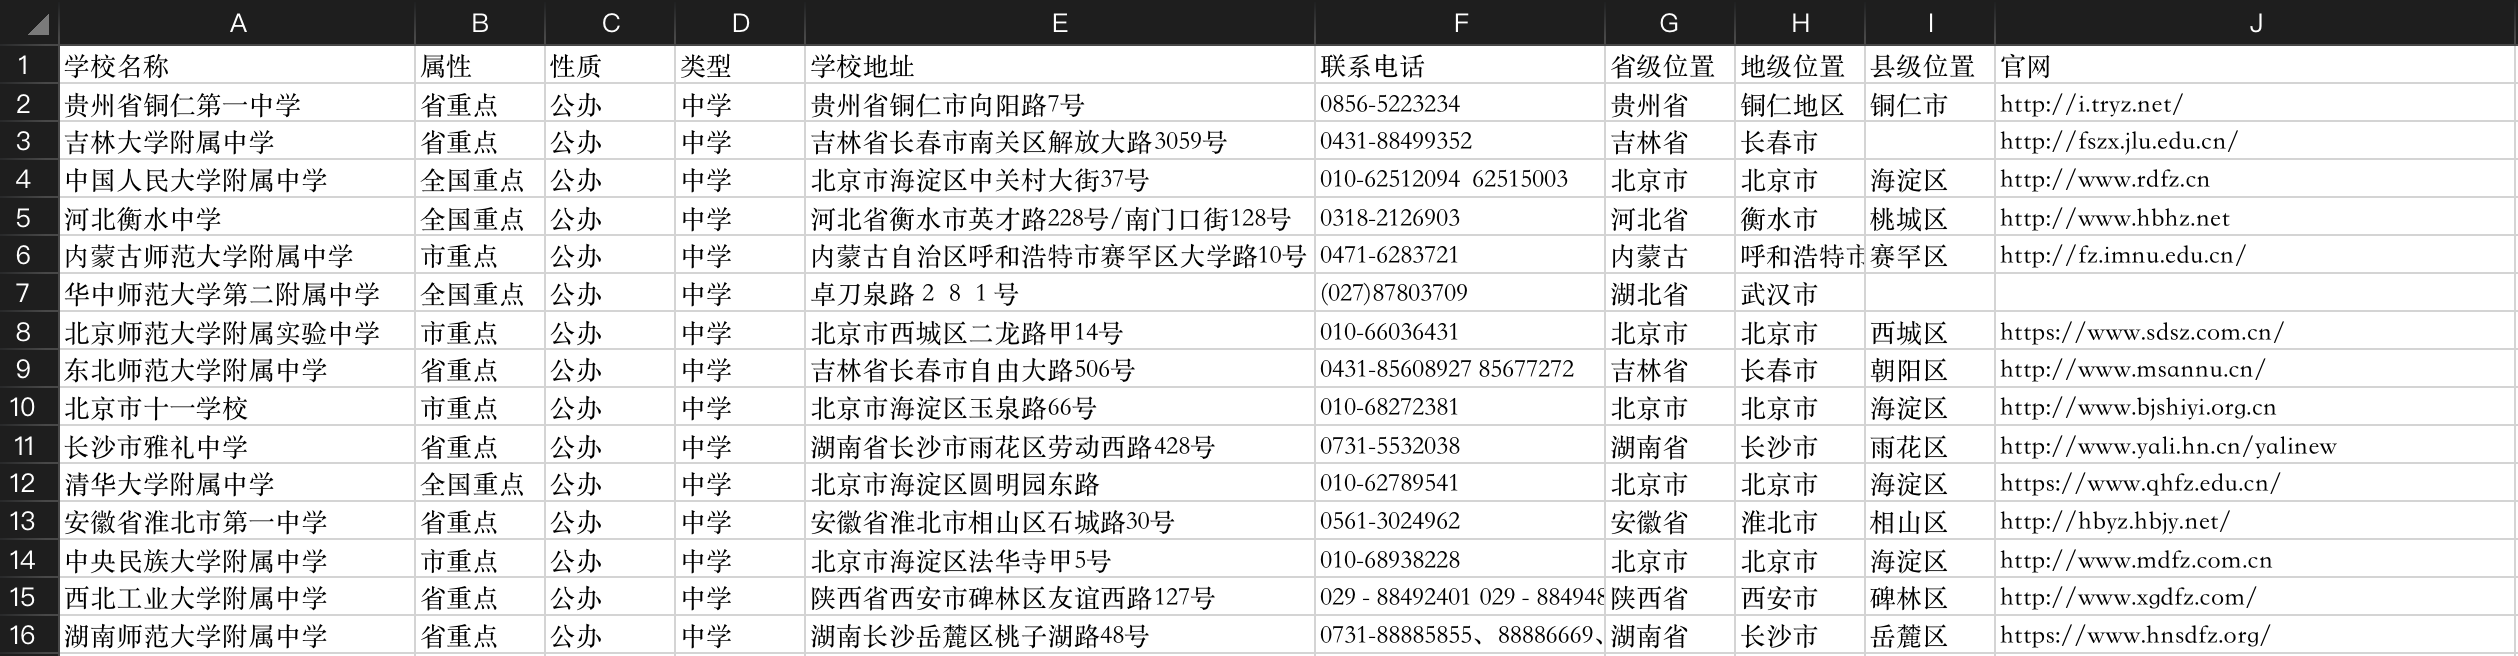 A B C D E F G H I J
1 学校名称 属性 性质 类型 学校地址 联系电话 省级位置 地级位置 县级位置 官网
2 贵州省铜仁第一中学 省重点 公办 中学 贵州省铜仁市向阳路7号 0856-5223234 贵州省 铜仁地区 铜仁市 http://i.tryz.net/
3 吉林大学附属中学 省重点 公办 中学 吉林省长春市南关区解放大路3059号 0431-88499352 吉林省 长春市 http://fszx.jlu.edu.cn/
4 中国人民大学附属中学 全国重点 公办 中学 北京市海淀区中关村大街37号 010-62512094 62515003 北京市 北京市 海淀区 http://www.rdfz.cn
5 河北衡水中学 全国重点 公办 中学 河北省衡水市英才路228号/南门口街128号 0318-2126903 河北省 衡水市 桃城区 http://www.hbhz.net
6 内蒙古师范大学附属中学 市重点 公办 中学 内蒙古自治区呼和浩特市赛罕区大学路10号 0471-6283721 内蒙古 呼和浩特市 赛罕区 http://fz.imnu.edu.cn/
7 华中师范大学第二附属中学 全国重点 公办 中学 卓刀泉路２８１号 (027)87803709 湖北省 武汉市
8 北京师范大学附属实验中学 市重点 公办 中学 北京市西城区二龙路甲14号 010-66036431 北京市 北京市 西城区 https://www.sdsz.com.cn/
9 东北师范大学附属中学 省重点 公办 中学 吉林省长春市自由大路506号 0431-85608927 85677272 吉林省 长春市 朝阳区 http://www.msannu.cn/
10 北京市十一学校 市重点 公办 中学 北京市海淀区玉泉路66号 010-68272381 北京市 北京市 海淀区 http://www.bjshiyi.org.cn
11 长沙市雅礼中学 省重点 公办 中学 湖南省长沙市雨花区劳动西路428号 0731-5532038 湖南省 长沙市 雨花区 http://www.yali.hn.cn/yalinew
12 清华大学附属中学 全国重点 公办 中学 北京市海淀区圆明园东路 010-62789541 北京市 北京市 海淀区 https://www.qhfz.edu.cn/
13 安徽省淮北市第一中学 省重点 公办 中学 安徽省淮北市相山区石城路30号 0561-3024962 安徽省 淮北市 相山区 http://hbyz.hbjy.net/
14 中央民族大学附属中学 市重点 公办 中学 北京市海淀区法华寺甲5号 010-68938228 北京市 北京市 海淀区 http://www.mdfz.com.cn
15 西北工业大学附属中学 省重点 公办 中学 陕西省西安市碑林区友谊西路127号 029 - 88492401 029 - 884948 陕西省 西安市 碑林区 http://www.xgdfz.com/
16 湖南师范大学附属中学 省重点 公办 中学 湖南长沙岳麓区桃子湖路48号 0731-88885855、88886669、 湖南省 长沙市 岳麓区 https://www.hnsdfz.org/